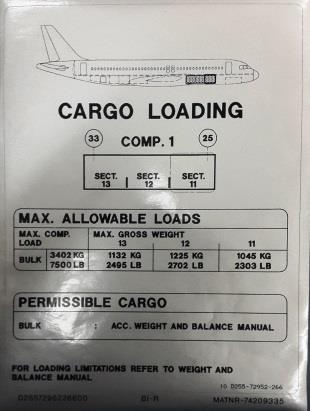 CARGO LOADING
33 COMP. 1 25
SECT. SECT. SECT.
13 12 11
MAX. ALLOWABLE LOADS
MAX. COMP. LOAD MAX. GROSS WEIGHT
13 12 11
BULK 3402 KG 1132 KG 1225 KG 1045 KG
7500 LB 2495 LB 2702 LB 2303 LB
PERMISSIBLE CARGO
BULK : ACC. WEIGHT AND BALANCE MANUAL
FOR LOADING LIMITATIONS REFER TO WEIGHT AND
BALANCE MANUAL
IG D255-72952-266
D2557295226600 BI-R MATNR-74209335